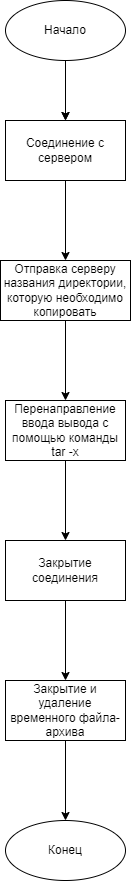 Начало
Соединение с
сервером
Отправка серверу
названия директории,
которую необходимо
копировать
Перенаправление
ввода вывода с
помощью команды
tar -x
Закрытие
соединения
Закрытие и
удаление
временного файла-
архива
Конец